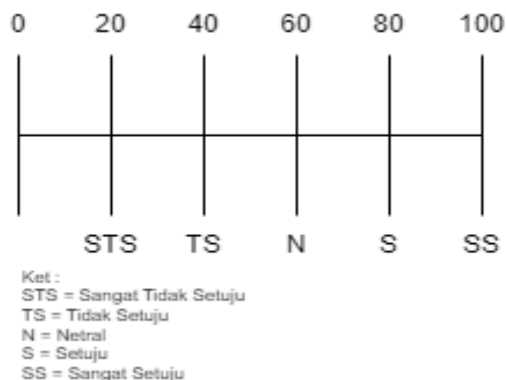 0 20 40 60 80 100
STS TS N S SS
Ket :
STS = Sangat Tidak Setuju
TS = Tidak Setuju
N = Netral
S = Setuju
SS = Sangat Setuju